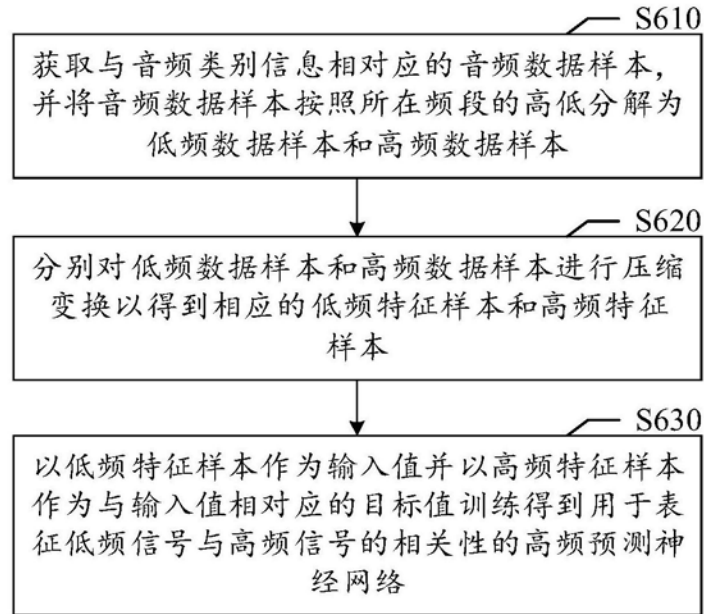 S610
获取与音频类别信息相对应的音频数据样本，
并将音频数据样本按照所在频段的高低分解为
低频数据样本和高频数据样本
S620
分别对低频数据样本和高频数据样本进行压缩
变换以得到相应的低频特征样本和高频特征
样本
S630
以低频特征样本作为输入值并以高频特征样本
作为与输入值相对应的目标值训练得到用于表
征低频信号与高频信号的相关性的高频预测神
经网络